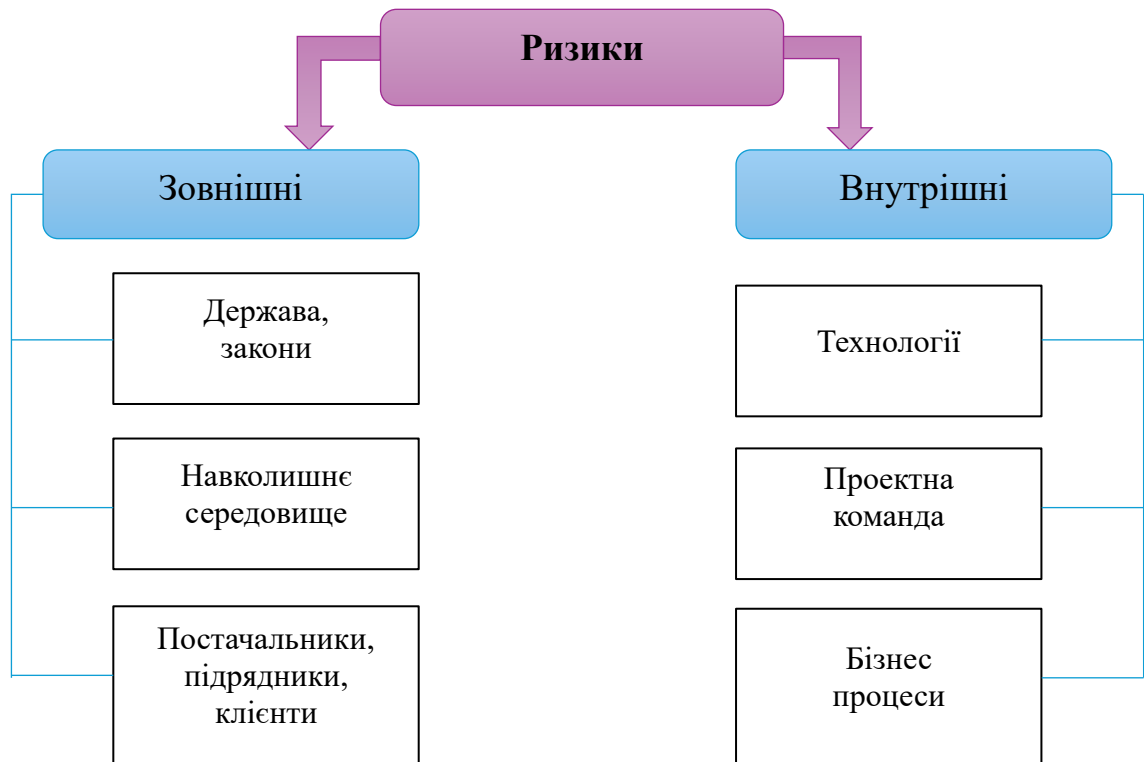 Ризики
Зовнішні
Держава,
закони
Навколишнє
середовище
Постачальники,
підрядники,
клієнти
Внутрішні
Технології
Проектна
команда
Бізнес
процеси